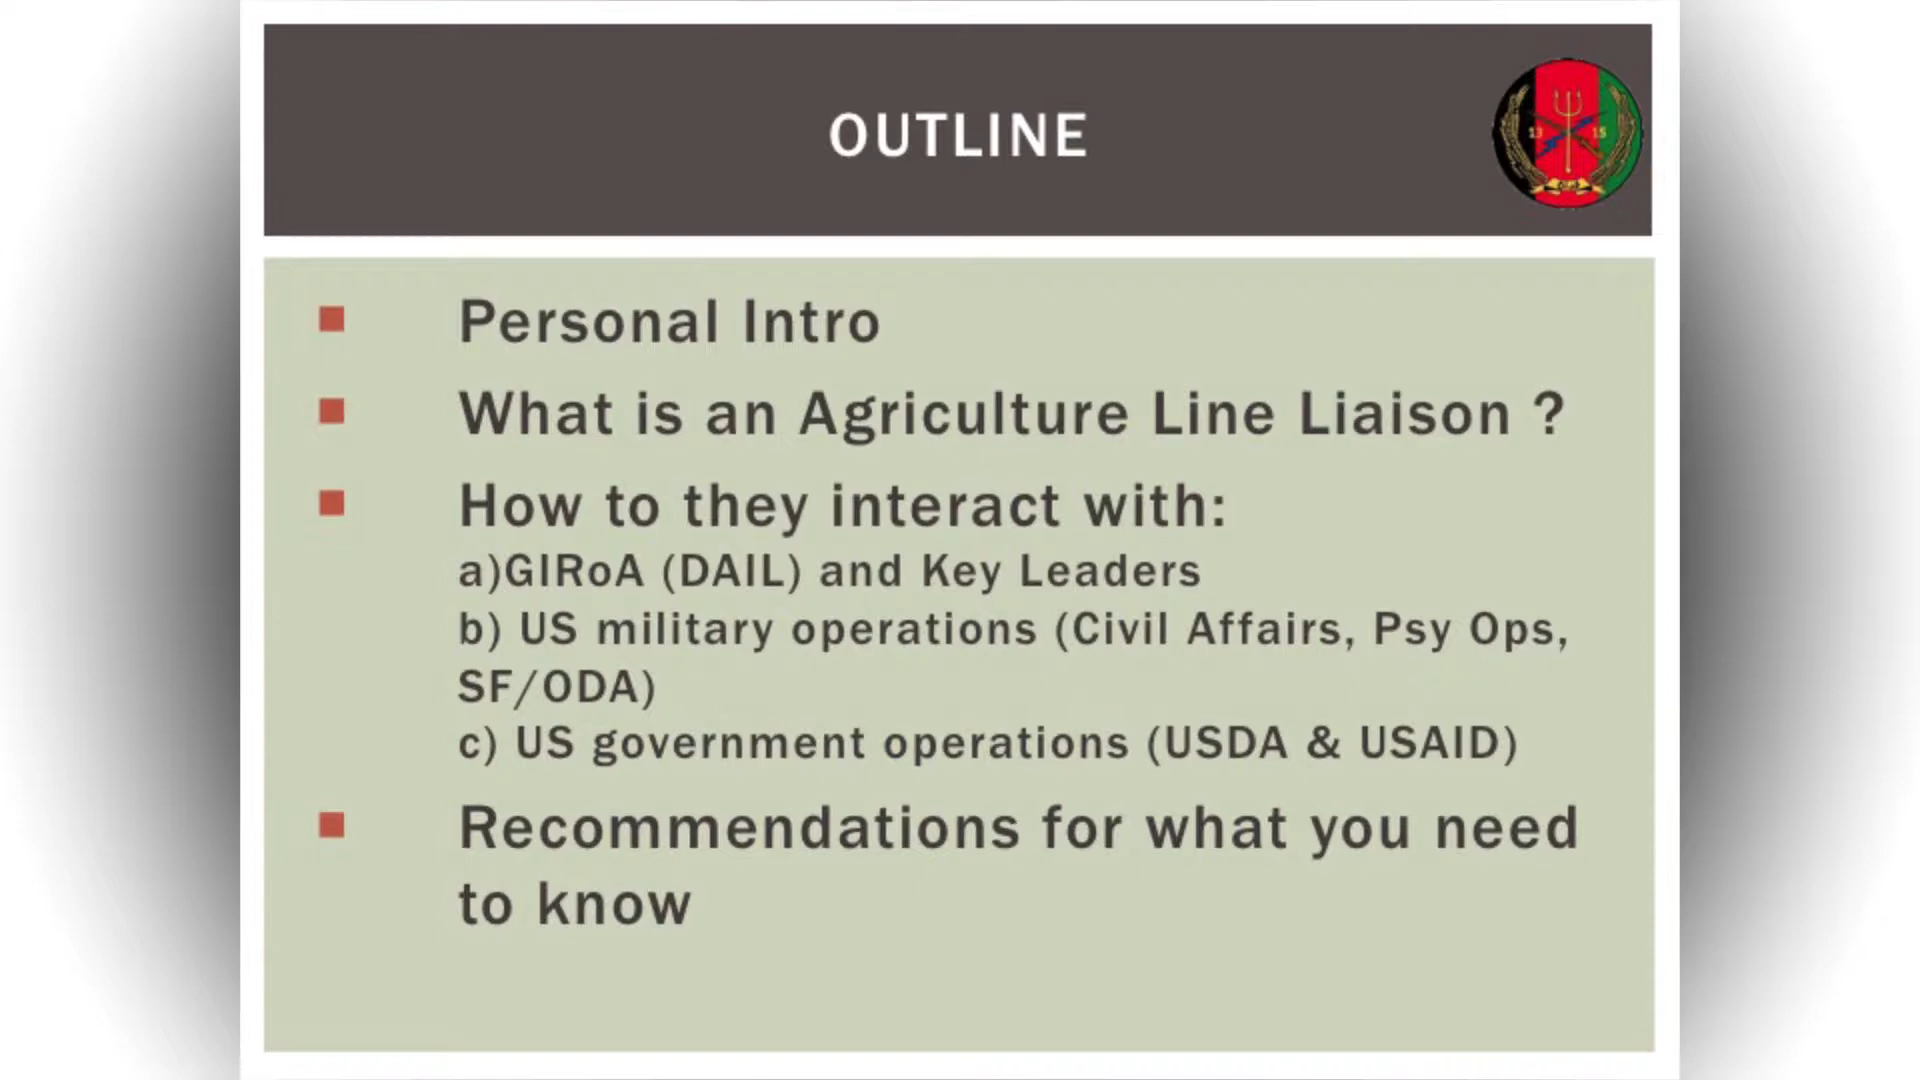 OUTLINE
13 15
Personal Intro
What is an Agriculture Line Liaison ?
How to they interact with:
a)GIRoA (DAIL) and Key Leaders
b) US military operations (Civil Affairs, Psy Ops,
SF/ODA)
c) US government operations (USDA & USAID)
Recommendations for what you need
to know